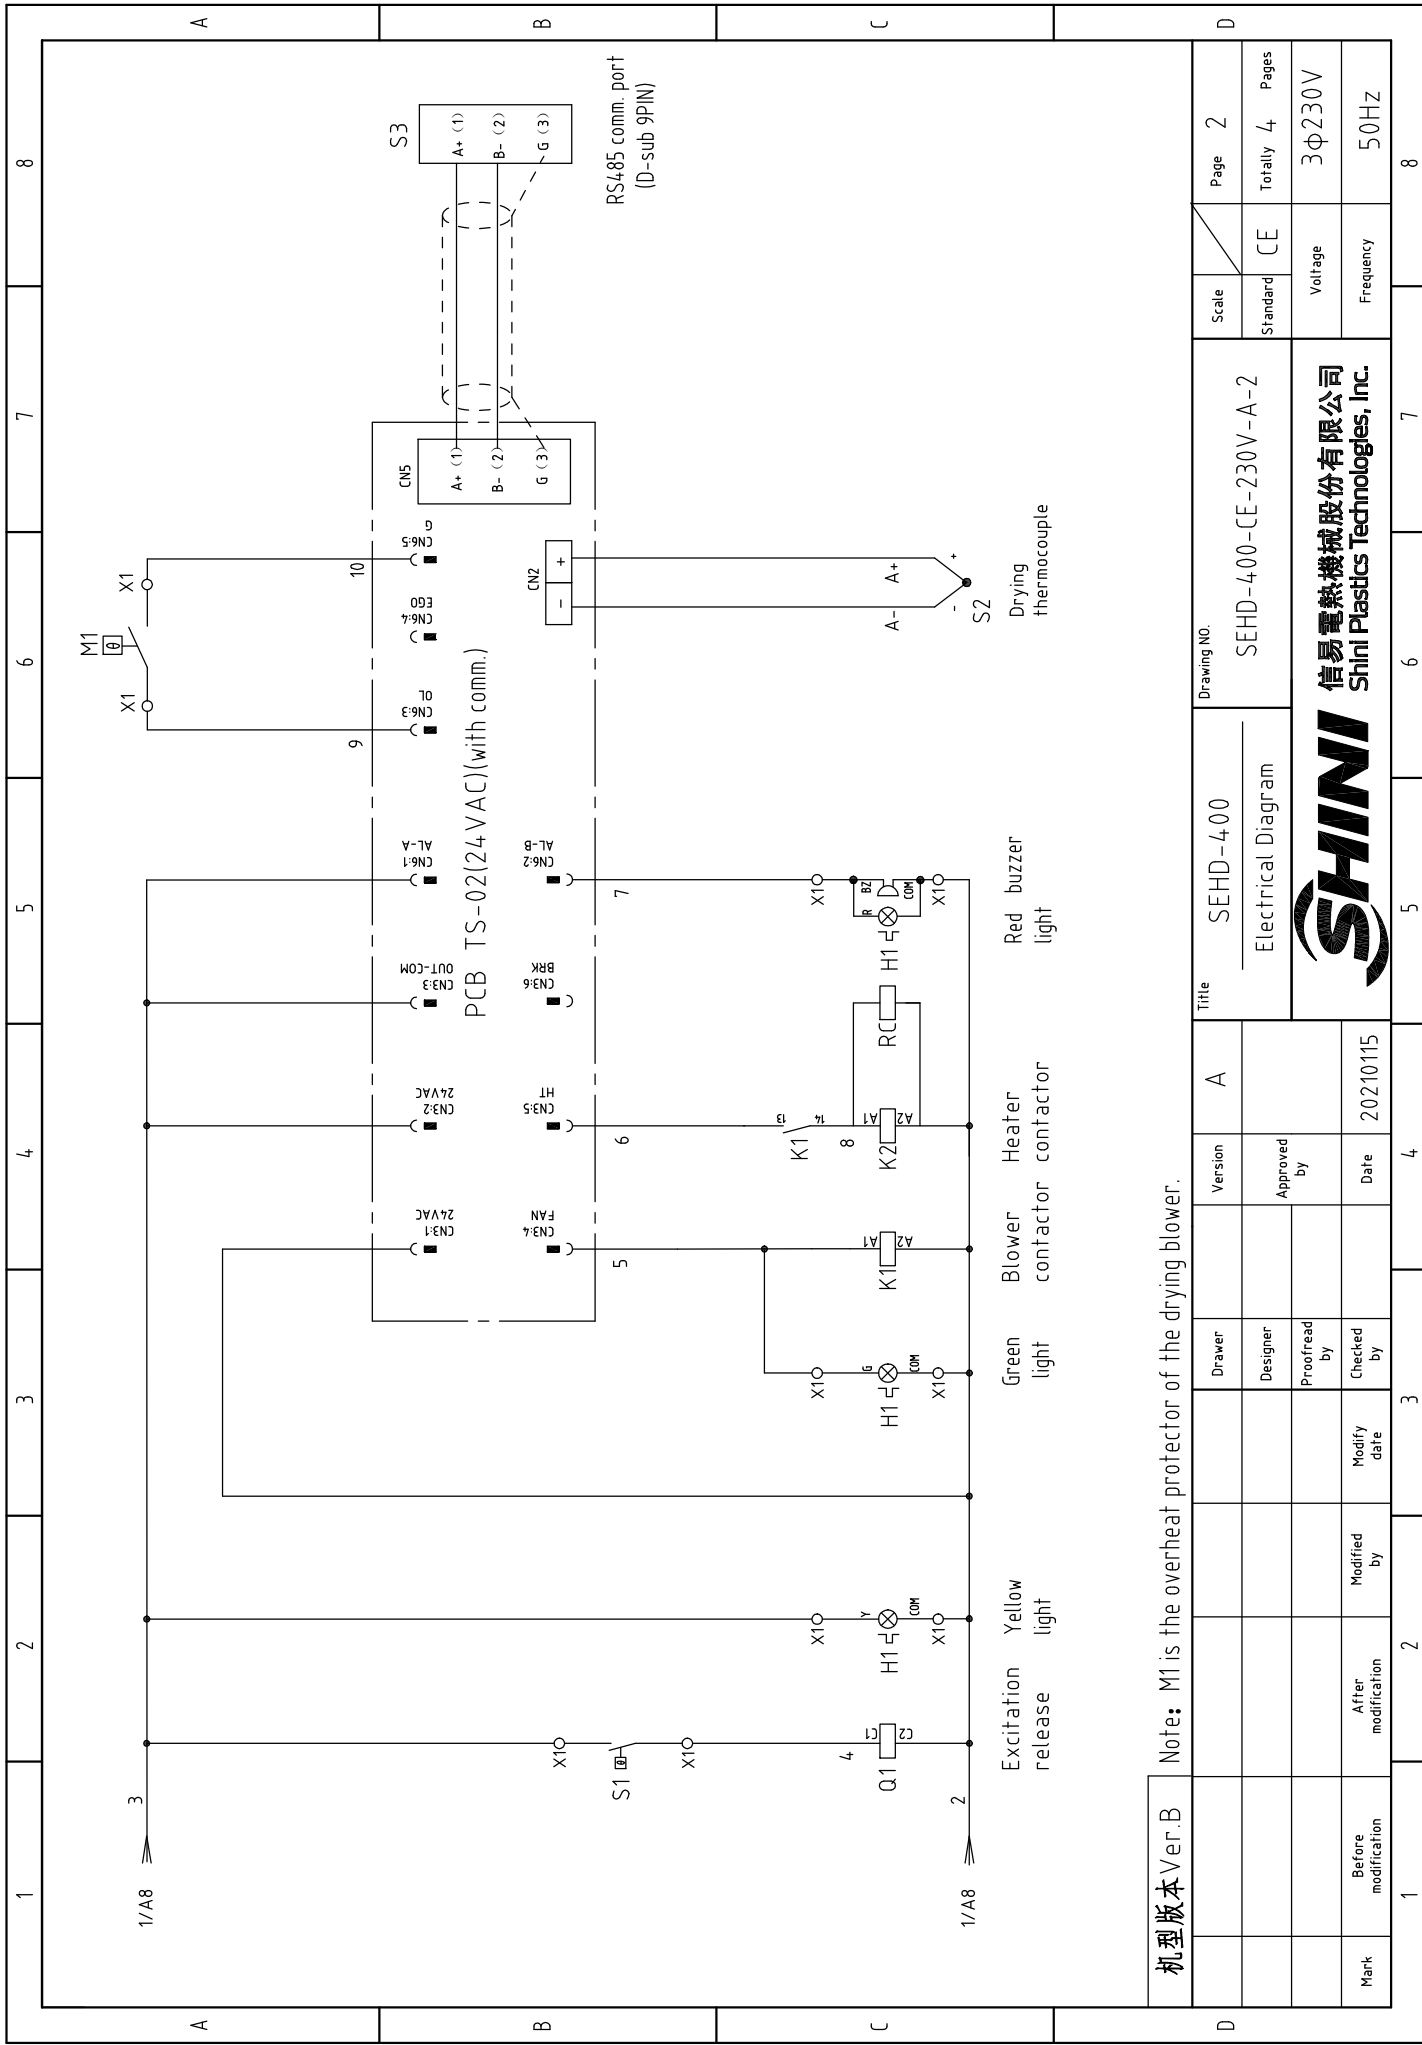 1 2 3 4 5 6 7 8
A
B
C
D
1/A8
3
1/A8
2
X1
S1 θ
X1
4
Q1
C1
C2
Excitation
release
X1
Y
H1
COM
X1
Yellow
light
X1
G
H1
COM
X1
Green
light
CN3:1
24VAC
CN3:4
FAN
5
K1
A1
A2
Blower
contactor
CN3:2
24VAC
CN3:5
HT
6
13
K1
14
8
K2
A1
A2
RC
Heater
contactor
CN3:3
OUT-COM
CN3:6
BRK
CN6:1
AL-A
CN6:2
AL-B
7
X1
R
BZ
H1
COM
X1
Red buzzer
light
PCB TS-02(24VAC)(with comm.)
M1
θ
X1
X1
9
10
CN6:3
OL
CN6:4
EGO
CN6:5
G
CN2
- +
A- A+
- +
S2
Drying
thermocouple
CN5
A+ (1)
B- (2)
G (3)
S3
A+ (1)
B- (2)
G (3)
RS485 comm. port
(D-sub 9PIN)
机型版本Ver.B
Note: M1 is the overheat protector of the drying blower.
Mark
Before
modification
After
modification
Modified
by
Modify
date
Drawer
Designer
Proofread
by
Checked
by
Version
A
Approved
by
Date
20210115
Title
SEHD-400
Electrical Diagram
Drawing NO.
SEHD-400-CE-230V-A-2
SHINI
信易電熱機械股份有限公司
Shini Plastics Technologies, Inc.
Scale
Page 2
Standard
CE
Totally 4 Pages
Voltage
3ϕ230V
Frequency
50HZ
A
B
C
D
1 2 3 4 5 6 7 8